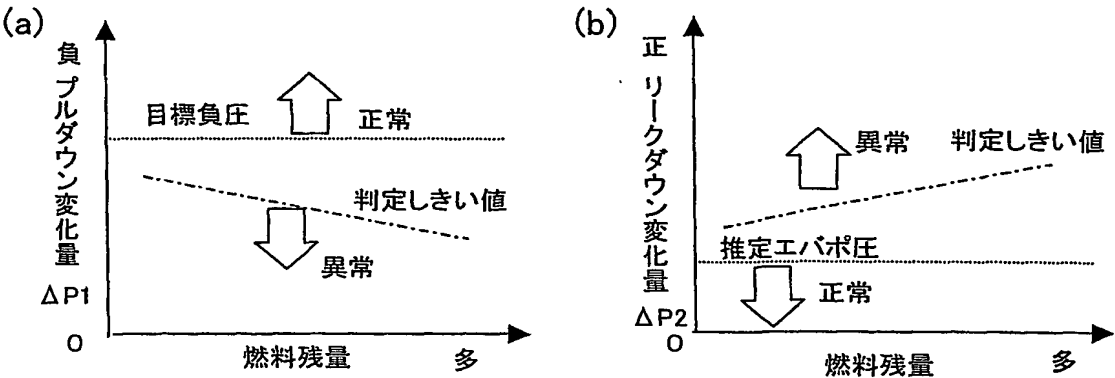 (a)
負 プルダウン変化量
ΔP1
0
目標負圧
正常
判定しきい値
異常
燃料残量
多
(b)
正 リークダウン変化量
ΔP2
0
異常
判定しきい値
推定エバポ圧
正常
燃料残量
多